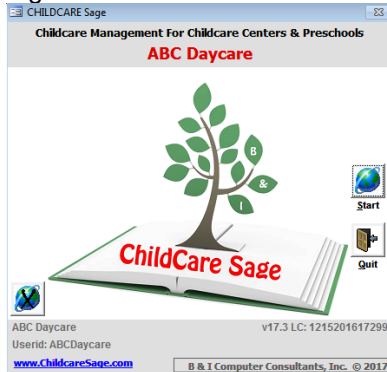 CHILDCARE Sage
Childcare Management For Childcare Centers & Preschools
ABC Daycare
B
&
I
Start
ChildCare Sage
Quit
ABC Daycare
v17.3 LC: 1215201617299
Userid: ABCDaycare
www.ChildcareSage.com
B & I Computer Consultants, Inc. © 2017